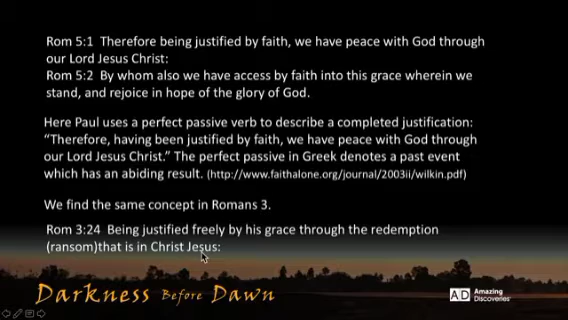 Rom 5:1 Therefore being justified by faith, we have peace with God through
our Lord Jesus Christ:
Rom 5:2 By whom also we have access by faith into this grace wherein we
stand, and rejoice in hope of the glory of God.
Here Paul uses a perfect passive verb to describe a completed justification:
“Therefore, having been justified by faith, we have peace with God through
our Lord Jesus Christ.” The perfect passive in Greek denotes a past event
which has an abiding result. (http://www.faithalone.org/journal/2003ii/wilkin.pdf)
We find the same concept in Romans 3.
Rom 3:24 Being justified freely by his grace through the redemption
(ransom)that is in Christ Jesus:
Darkness Before Dawn
AD Amazing
Discoveries